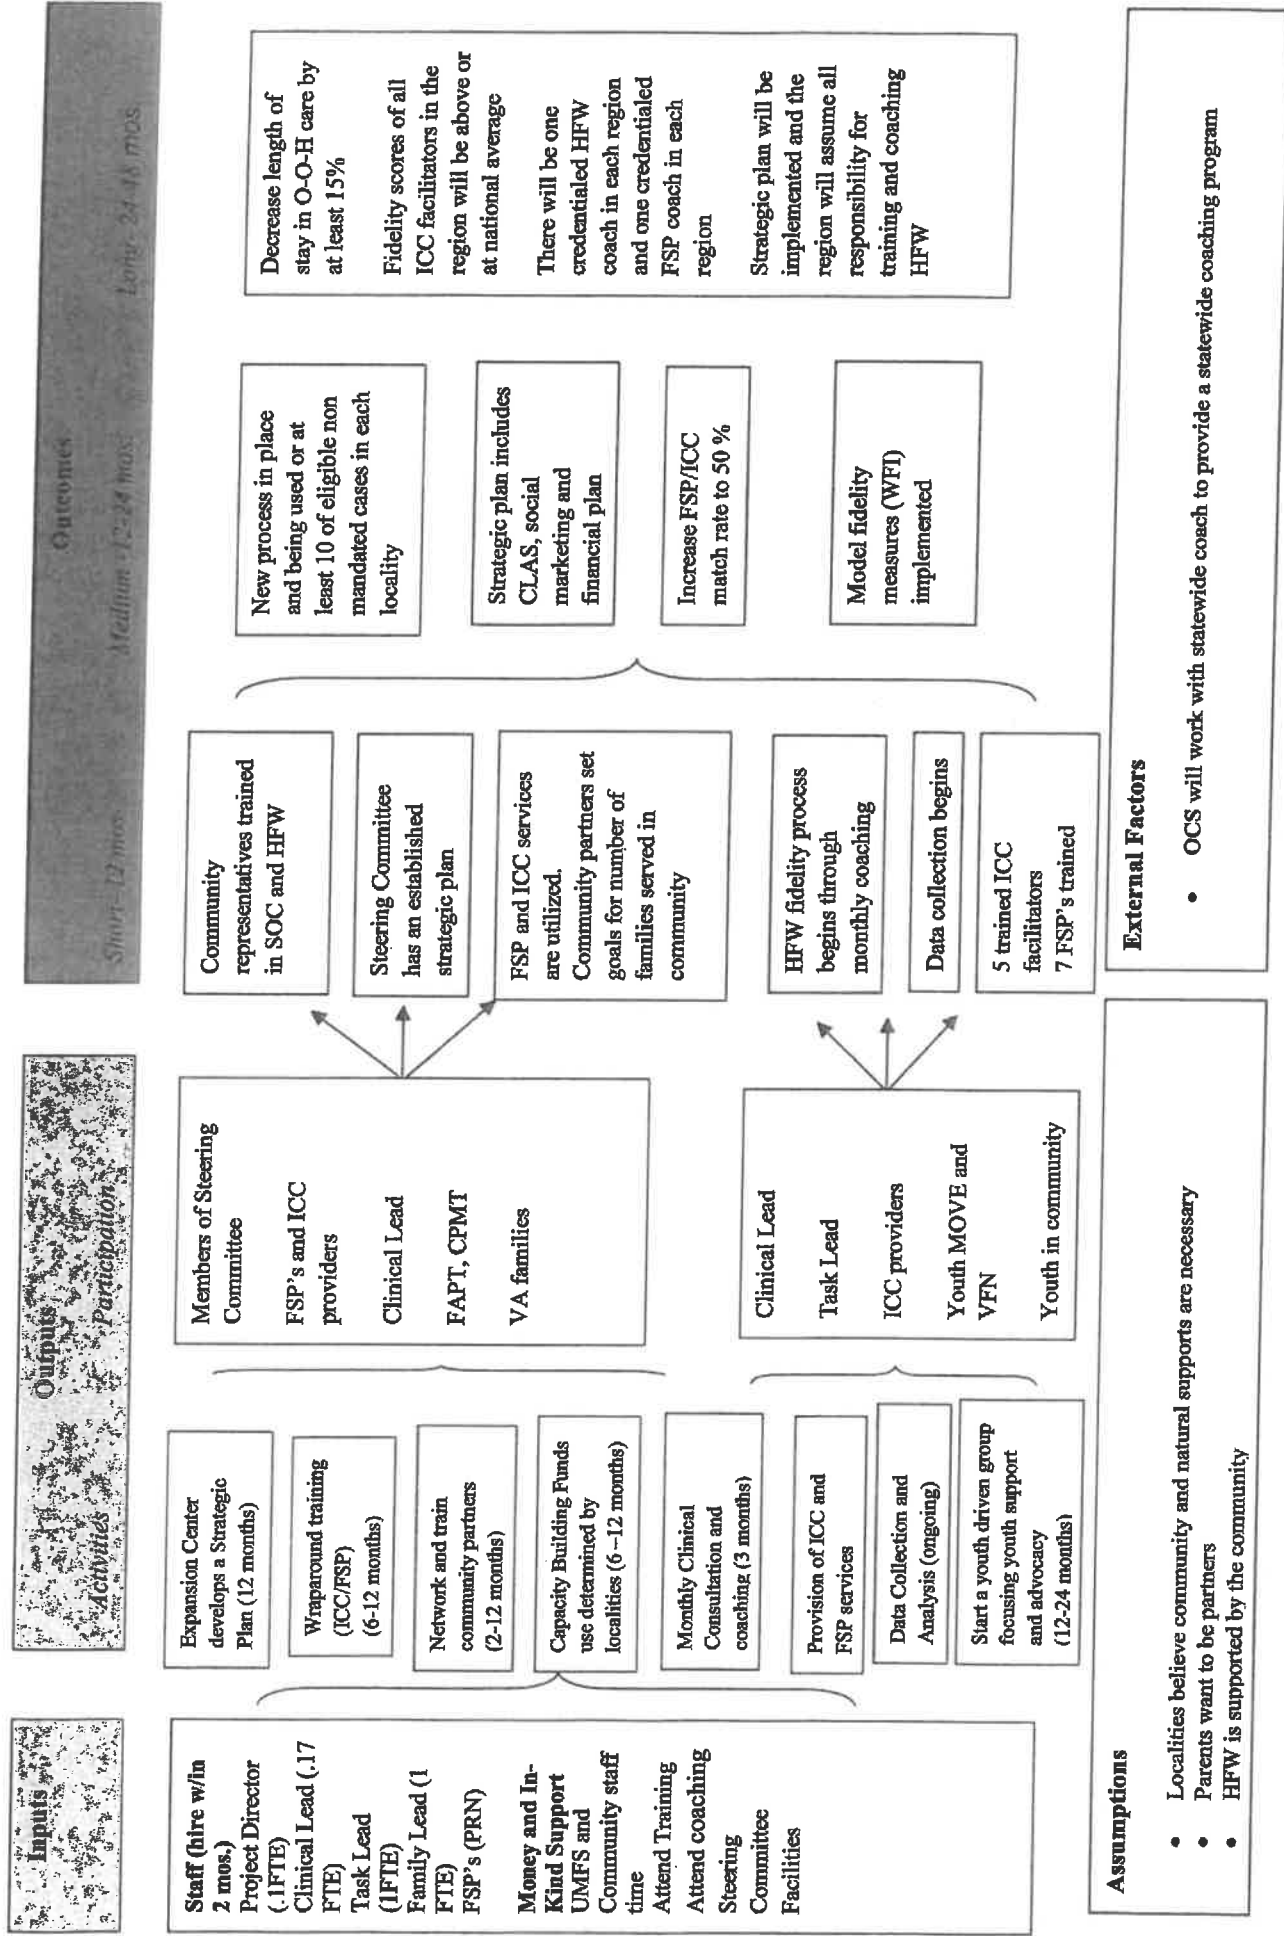 Inputs
Outputs
Activities
Participation
Outcomes
Short-12 mos.
Medium-12-24 mos.
Long- 24-48 mos
Staff (hire w/in
2 mos.)
Project Director
(.1FTE)
Clinical Lead (.17
FTE)
Task Lead
(1FTE)
Family Lead (1
FTE)
FSP's (PRN)
Money and In-
Kind Support
UMFS and
Community staff
time
Attend Training
Attend coaching
Steering
Committee
Facilities
Expansion Center
develops a Strategic
Plan (12 months)
Wraparound training
(ICC/FSP)
(6-12 months)
Network and train
community partners
(2-12 months)
Capacity Building Funds
use determined by
localities (6 –12 months)
Monthly Clinical
Consultation and
coaching (3 months)
Provision of ICC and
FSP services
Data Collection and
Analysis (ongoing)
Start a youth driven group
focusing youth support
and advocacy
(12-24 months)
Members of Steering
Committee
FSP's and ICC
providers
Clinical Lead
FAPT, CPMT
VA families
Clinical Lead
Task Lead
ICC providers
Youth MOVE and
VFN
Youth in community
Community
representatives trained
in SOC and HFW
Steering Committee
has an established
strategic plan
FSP and ICC services
are utilized.
Community partners set
goals for number of
families served in
community
HFW fidelity process
begins through
monthly coaching
Data collection begins
5 trained ICC
facilitators
7 FSP's trained
New process in place
and being used or at
least 10 of eligible non
mandated cases in each
locality
Strategic plan includes
CLAS, social
marketing and
financial plan
Increase FSP/ICC
match rate to 50 %
Model fidelity
measures (WFI)
implemented
Decrease length of
stay in O-O-H care by
at least 15%
Fidelity scores of all
ICC facilitators in the
region will be above or
at national average
There will be one
credentialed HFW
coach in each region
and one credentialed
FSP coach in each
region
Strategic plan will be
implemented and the
region will assume all
responsibility for
training and coaching
HFW
Assumptions
• Localities believe community and natural supports are necessary
• Parents want to be partners
• HFW is supported by the community
External Factors
• OCS will work with statewide coach to provide a statewide coaching program